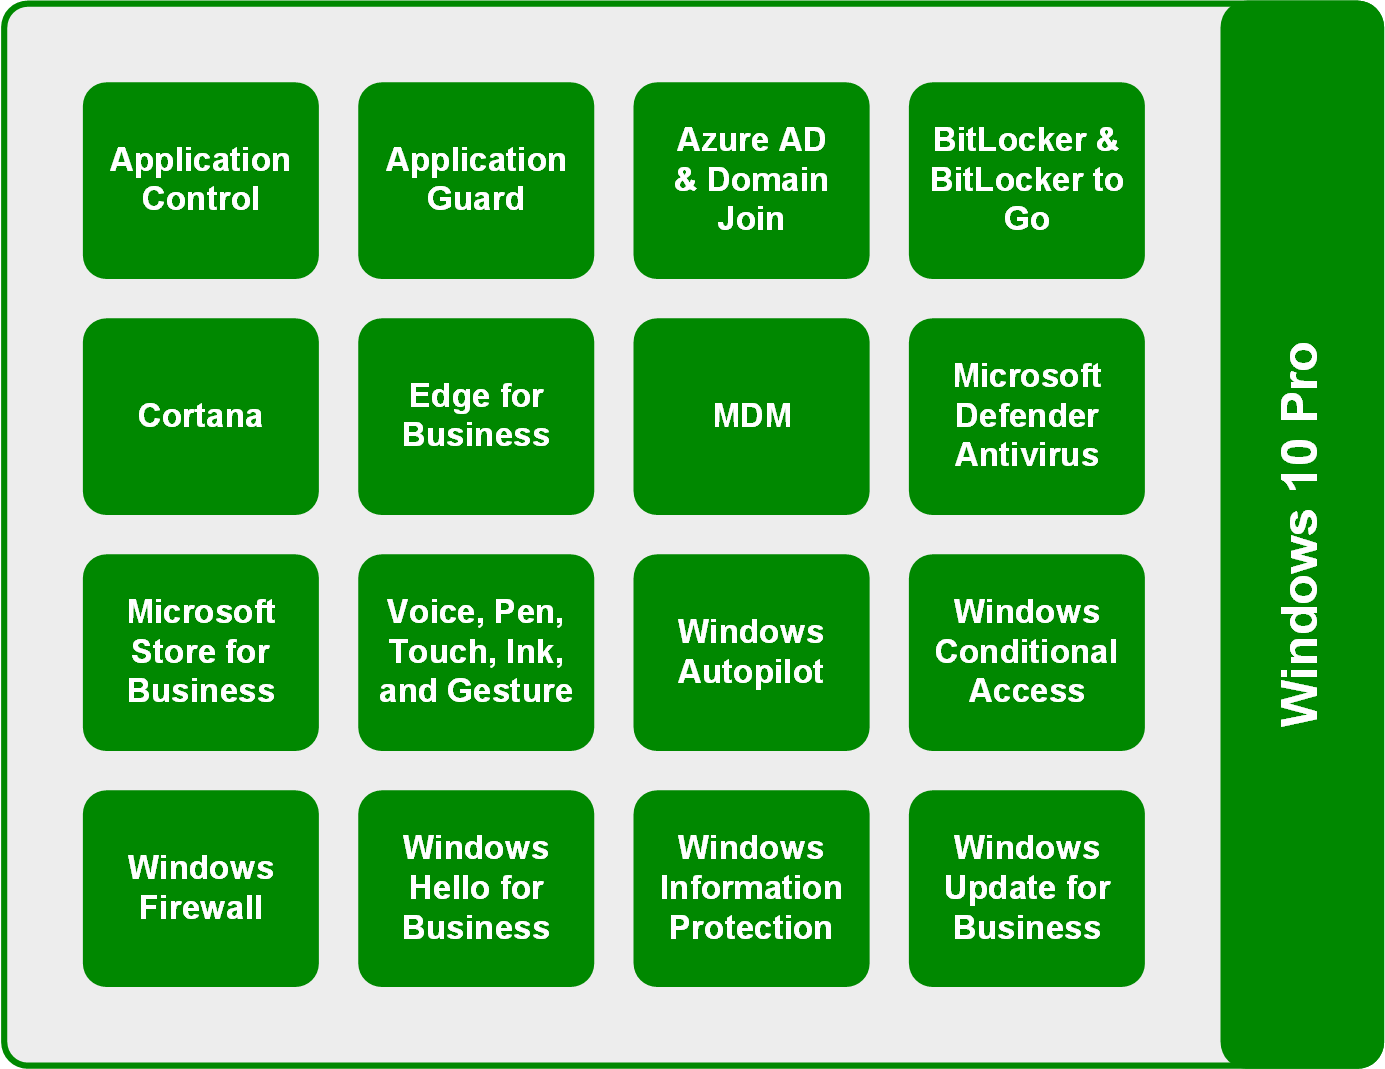 Application
Control
Application
Guard
Azure AD
& Domain
Join
BitLocker &
BitLocker to
Go
Cortana
Edge for
Business
MDM
Microsoft
Defender
Antivirus
Microsoft
Store for
Business
Voice, Pen,
Touch, Ink,
and Gesture
Windows
Autopilot
Windows
Conditional
Access
Windows
Firewall
Windows
Hello for
Business
Windows
Information
Protection
Windows
Update for
Business
Windows 10 Pro